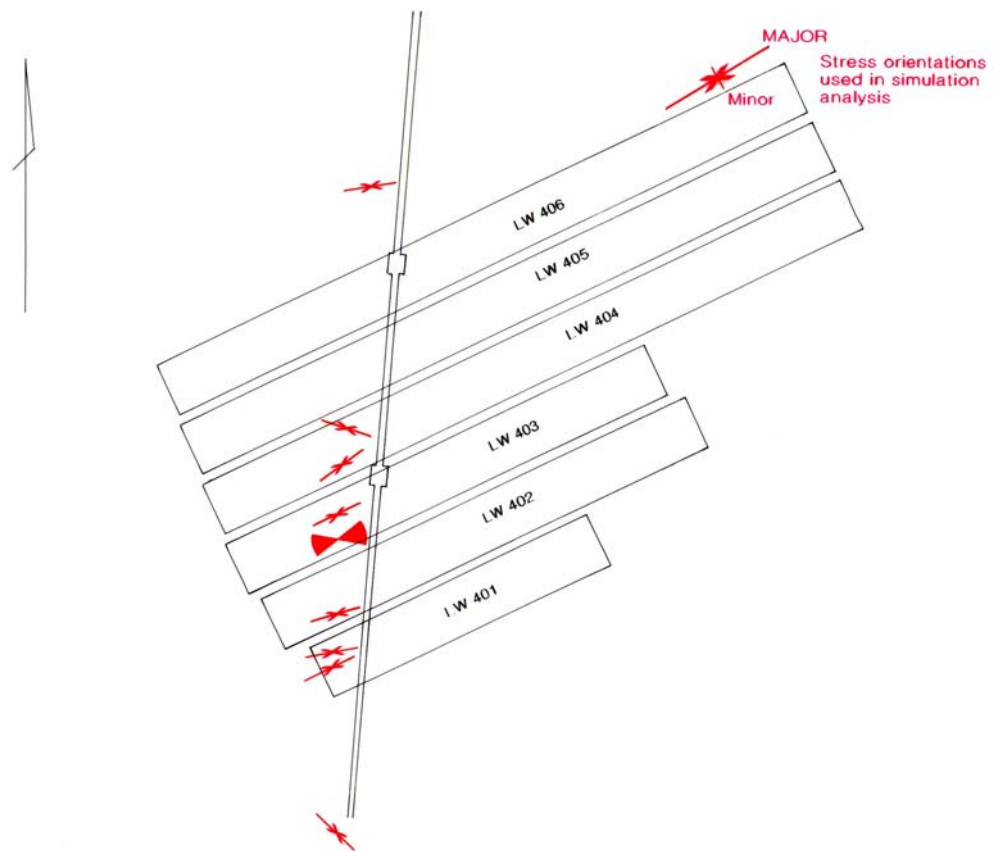 MAJOR
Stress orientations
used in simulation
analysis
Minor
LW 406
LW 405
LW 404
LW 403
LW 402
LW 401